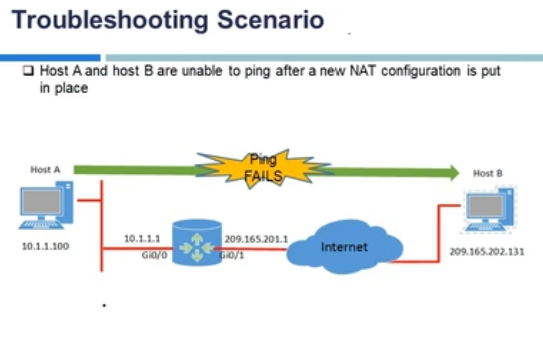 Troubleshooting Scenario
Host A and host B are unable to ping after a new NAT configuration is put
in place
Ping
FAILS
Host A
Host B
10.1.1.100
10.1.1.1
Gi0/0
209.165.201.1
Gi0/1
Internet
209.165.202.131